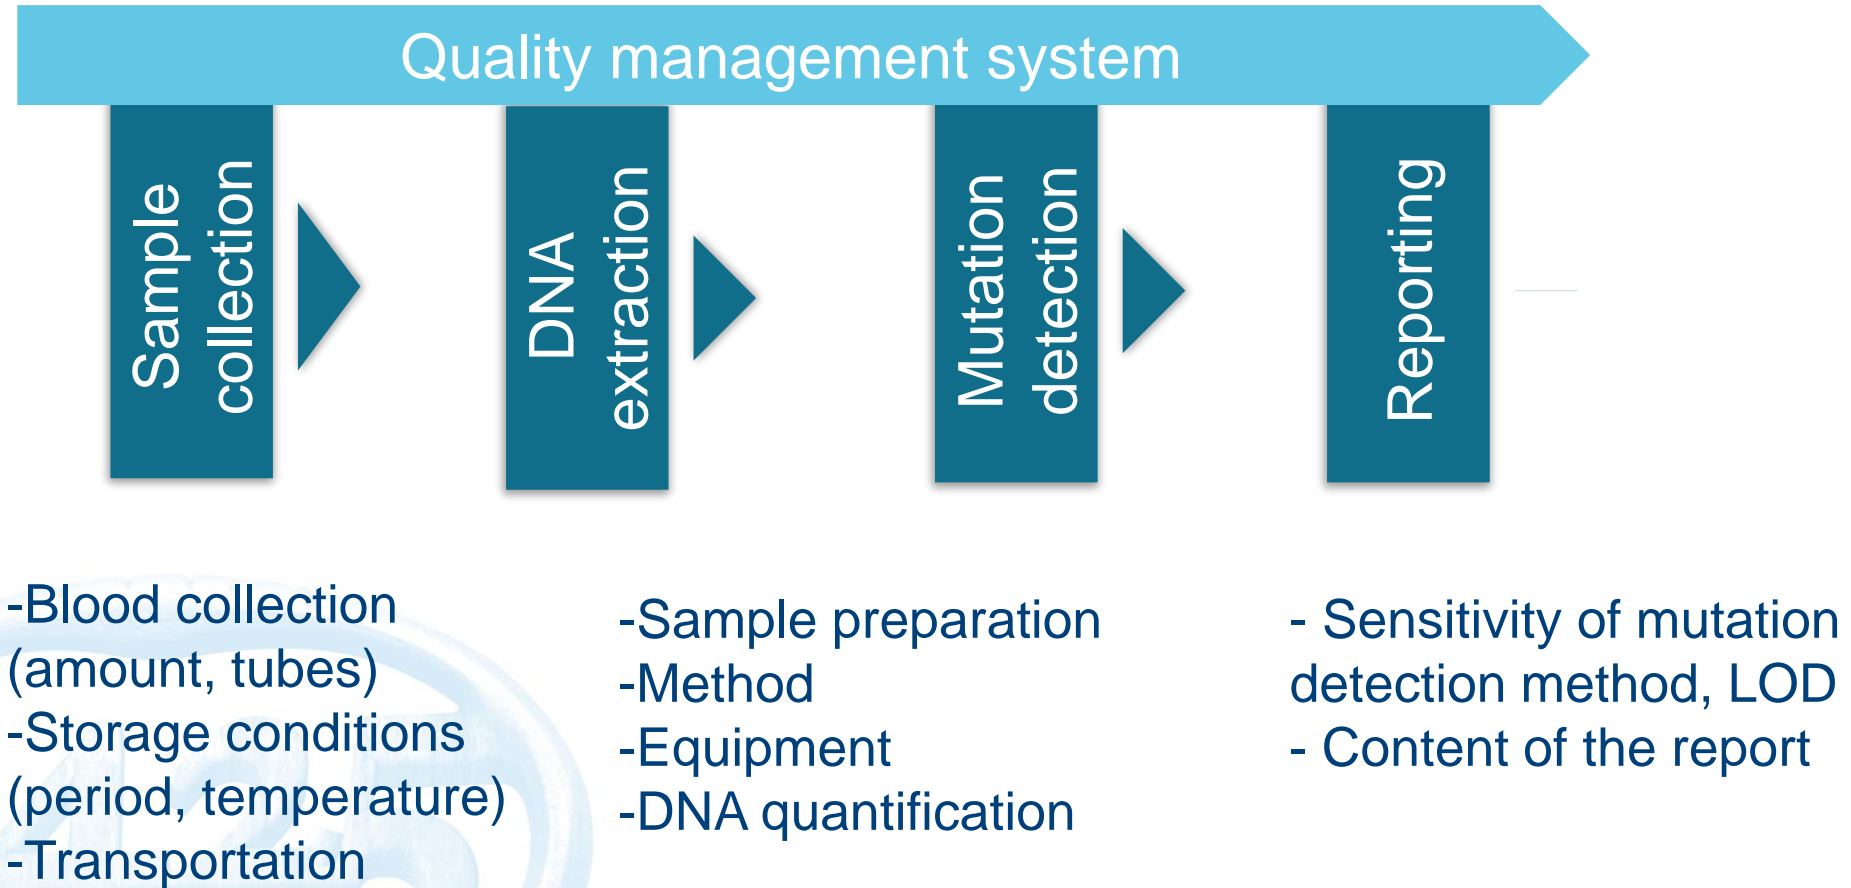 Quality management system
Sample
collection
DNA
extraction
Mutation
detection
Reporting
-Blood collection
(amount, tubes)
-Storage conditions
(period, temperature)
-Transportation
-Sample preparation
-Method
-Equipment
-DNA quantification
- Sensitivity of mutation
detection method, LOD
- Content of the report
125